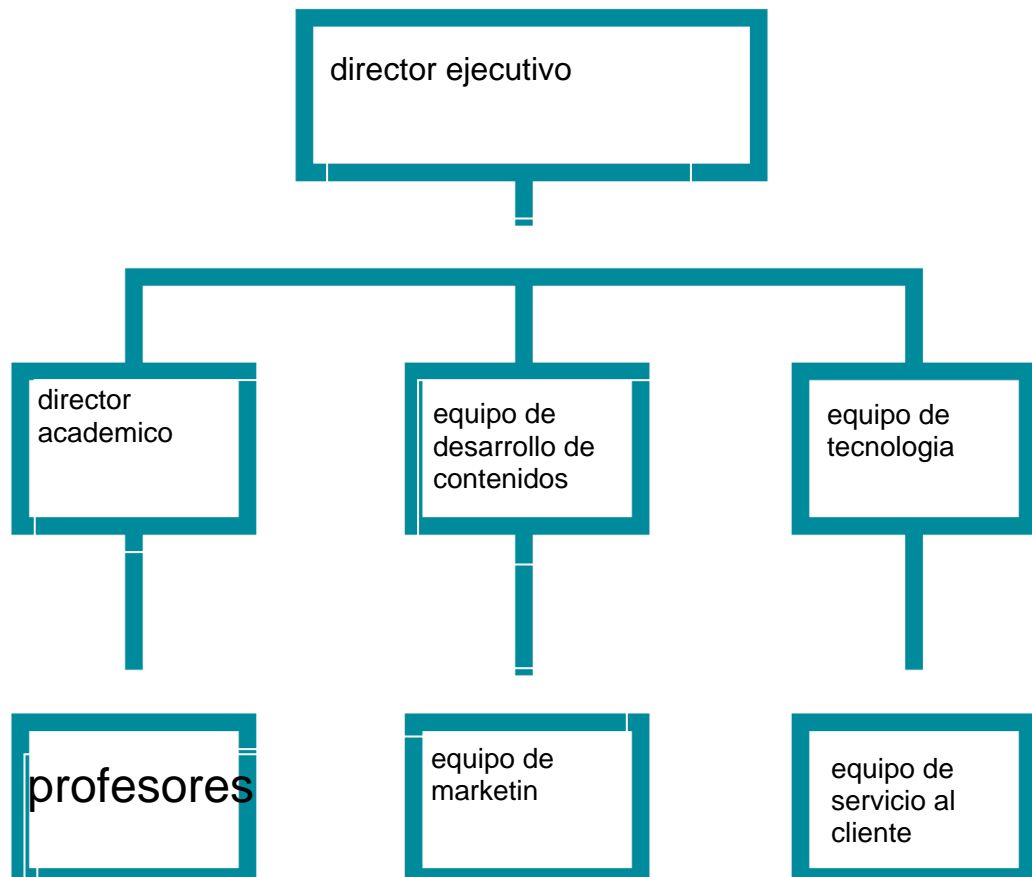 director ejecutivo
director
academico
equipo de
desarrollo de
contenidos
equipo de
tecnologia
profesores
equipo de
marketin
equipo de
servicio al
cliente